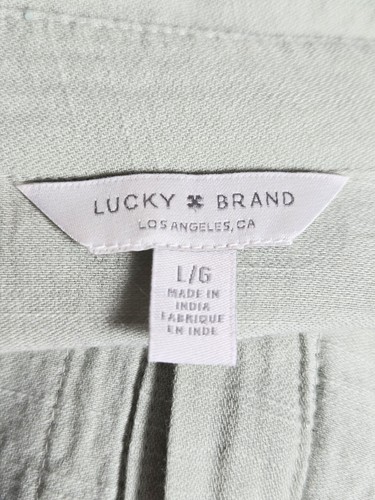 LUCKY BRAND
LOS ANGELES, CA
L/G
MADE IN
INDIA
FABRIQUE
EN INDE